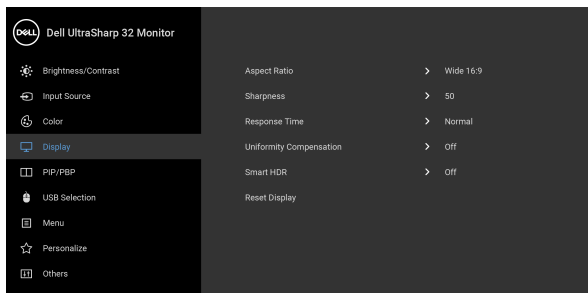 DELL Dell UltraSharp 32 Monitor
Brightness/Contrast
Input Source
Color
Display
PIP/PBP
USB Selection
Menu
Personalize
Others
Aspect Ratio > Wide 16:9
Sharpness > 50
Response Time > Normal
Uniformity Compensation > Off
Smart HDR > Off
Reset Display